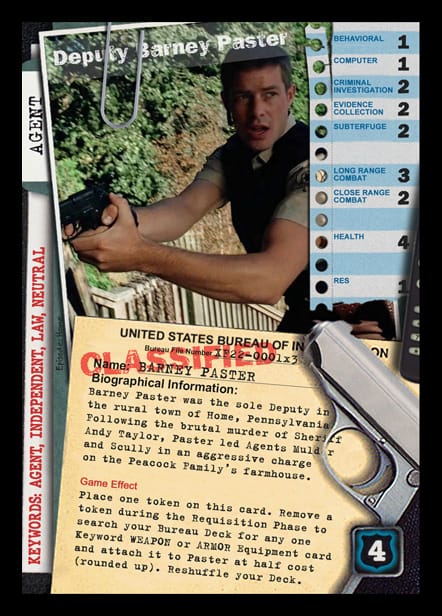 Deputy Barney Paster
AGENT
KEYWORDS: AGENT, INDEPENDENT, LAW, NEUTRAL
BEHAVIORAL 1
COMPUTER 1
CRIMINAL
INVESTIGATION 2
EVIDENCE
COLLECTION 2
SUBTERFUGE 2
LONG RANGE
COMBAT 3
CLOSE RANGE
COMBAT 2
HEALTH 4
RES 1
UNITED STATES BUREAU OF IN ON
Bureau File Number XF22-0001x3
CLASSIFIED
Name: BARNEY PASTER
Biographical Information:
Barney Paster was the sole Deputy in
the rural town of Home, Pennsylvania
Following the brutal murder of Sheriff
Andy Taylor, Paster led Agents Mulder
and Scully in an aggressive charge
on the Peacock Family's farmhouse.
Game Effect
Place one token on this card. Remove a
token during the Requisition Phase to
search your Bureau Deck for any one
Keyword WEAPON or ARMOR Equipment card
and attach it to Paster at half cost
(rounded up). Reshuffle your Deck.
4